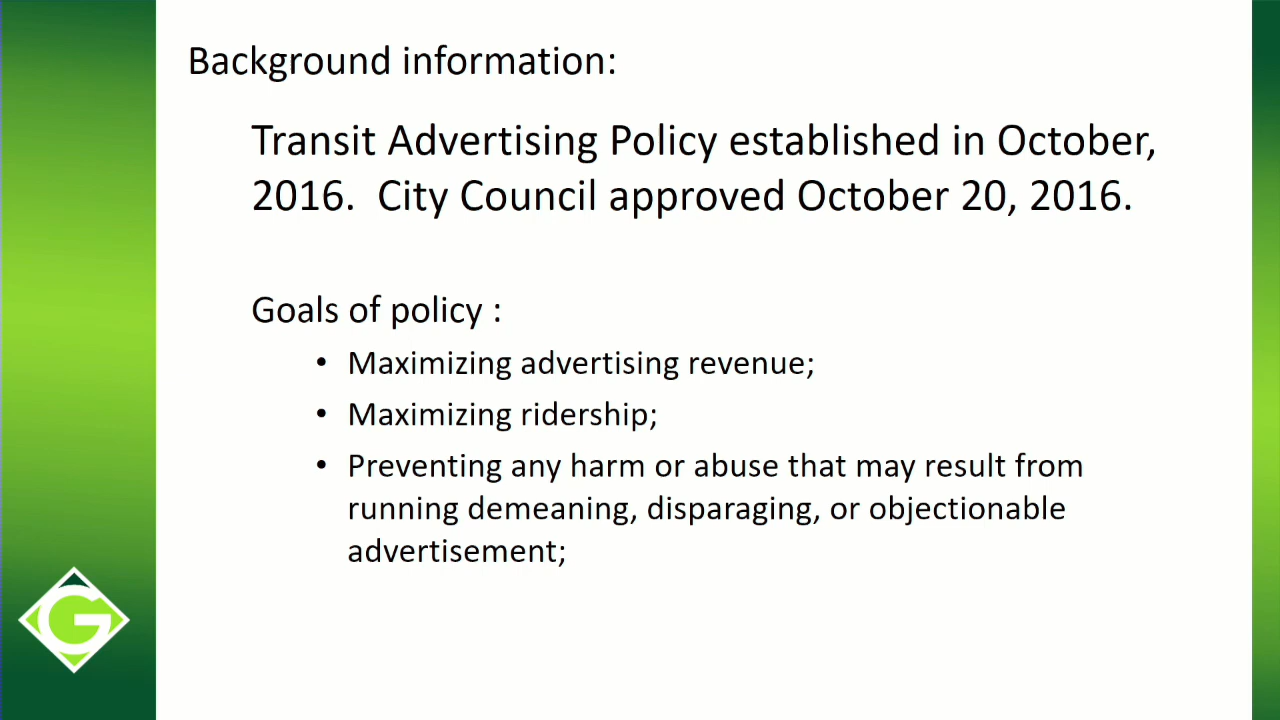 Background information:
Transit Advertising Policy established in October,
2016.  City Council approved October 20, 2016.
Goals of policy :
• Maximizing advertising revenue;
• Maximizing ridership;
• Preventing any harm or abuse that may result from
running demeaning, disparaging, or objectionable
advertisement;
G